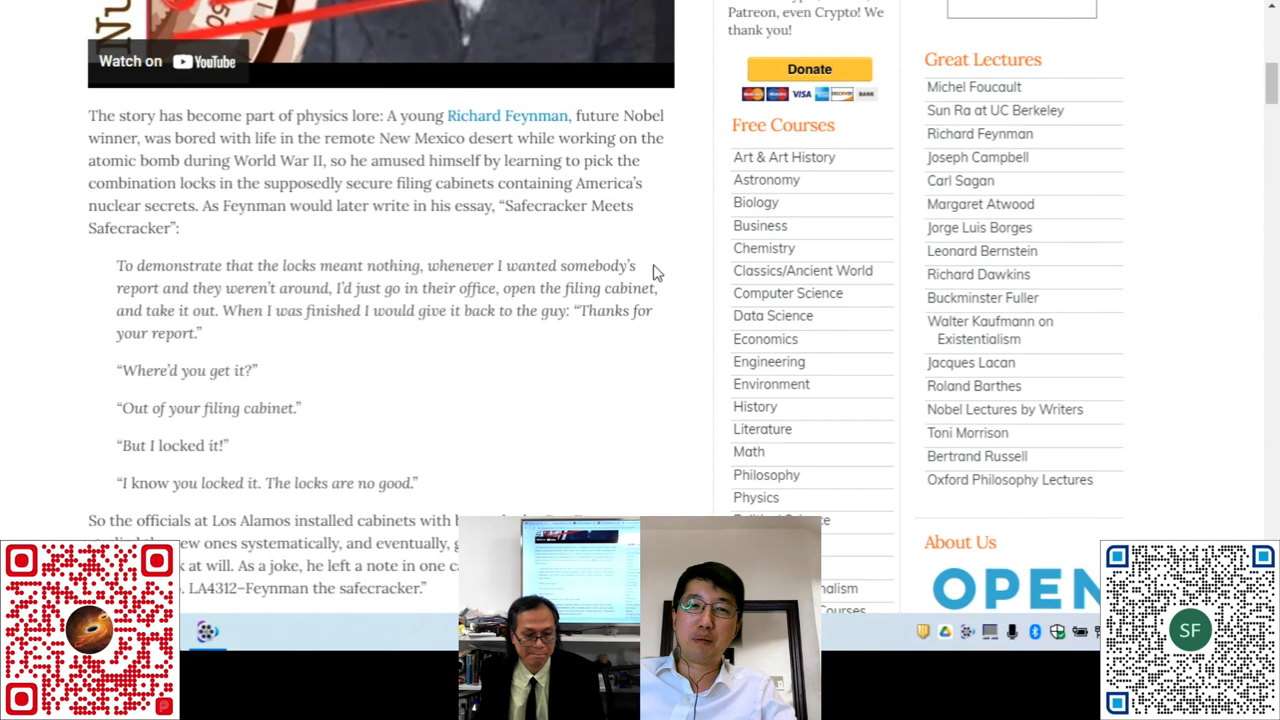 Nu
Watch on YouTube
The story has become part of physics lore: A young Richard Feynman, future Nobel
winner, was bored with life in the remote New Mexico desert while working on the
atomic bomb during World War II, so he amused himself by learning to pick the
combination locks in the supposedly secure filing cabinets containing America’s
nuclear secrets. As Feynman would later write in his essay, “Safecracker Meets
Safecracker”:
To demonstrate that the locks meant nothing, whenever I wanted somebody’s
report and they weren’t around, I’d just go in their office, open the filing cabinet,
and take it out. When I was finished I would give it back to the guy: “Thanks for
your report.”
“Where’d you get it?”
“Out of your filing cabinet.”
“But I locked it!”
“I know you locked it. The locks are no good.”
So the officials at Los Alamos installed cabinets with
ew ones systematically, and eventually,
k at will. As a joke, he left a note in one
LA4312–Feynman the safecracker.”
Patreon, even Crypto! We
thank you!
Donate
VISA
DISCOVER
BANK
Free Courses
Art & Art History
Astronomy
Biology
Business
Chemistry
Classics/Ancient World
Computer Science
Data Science
Economics
Engineering
Environment
History
Literature
Math
Philosophy
Physics
nalism
Courses
Great Lectures
Michel Foucault
Sun Ra at UC Berkeley
Richard Feynman
Joseph Campbell
Carl Sagan
Margaret Atwood
Jorge Luis Borges
Leonard Bernstein
Richard Dawkins
Buckminster Fuller
Walter Kaufmann on
Existentialism
Jacques Lacan
Roland Barthes
Nobel Lectures by Writers
Toni Morrison
Bertrand Russell
Oxford Philosophy Lectures
About Us
OPEN
SF